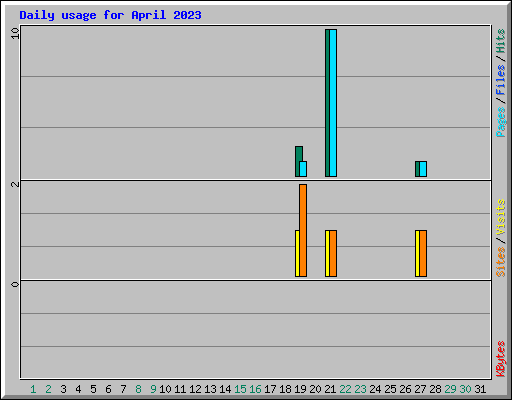 Daily usage for April 2023
10
2
0
Pages / Files / Hits
Sites / Visits
KBytes
1 2 3 4 5 6 7 8 9 10 11 12 13 14 15 16 17 18 19 20 21 22 23 24 25 26 27 28 29 30 31